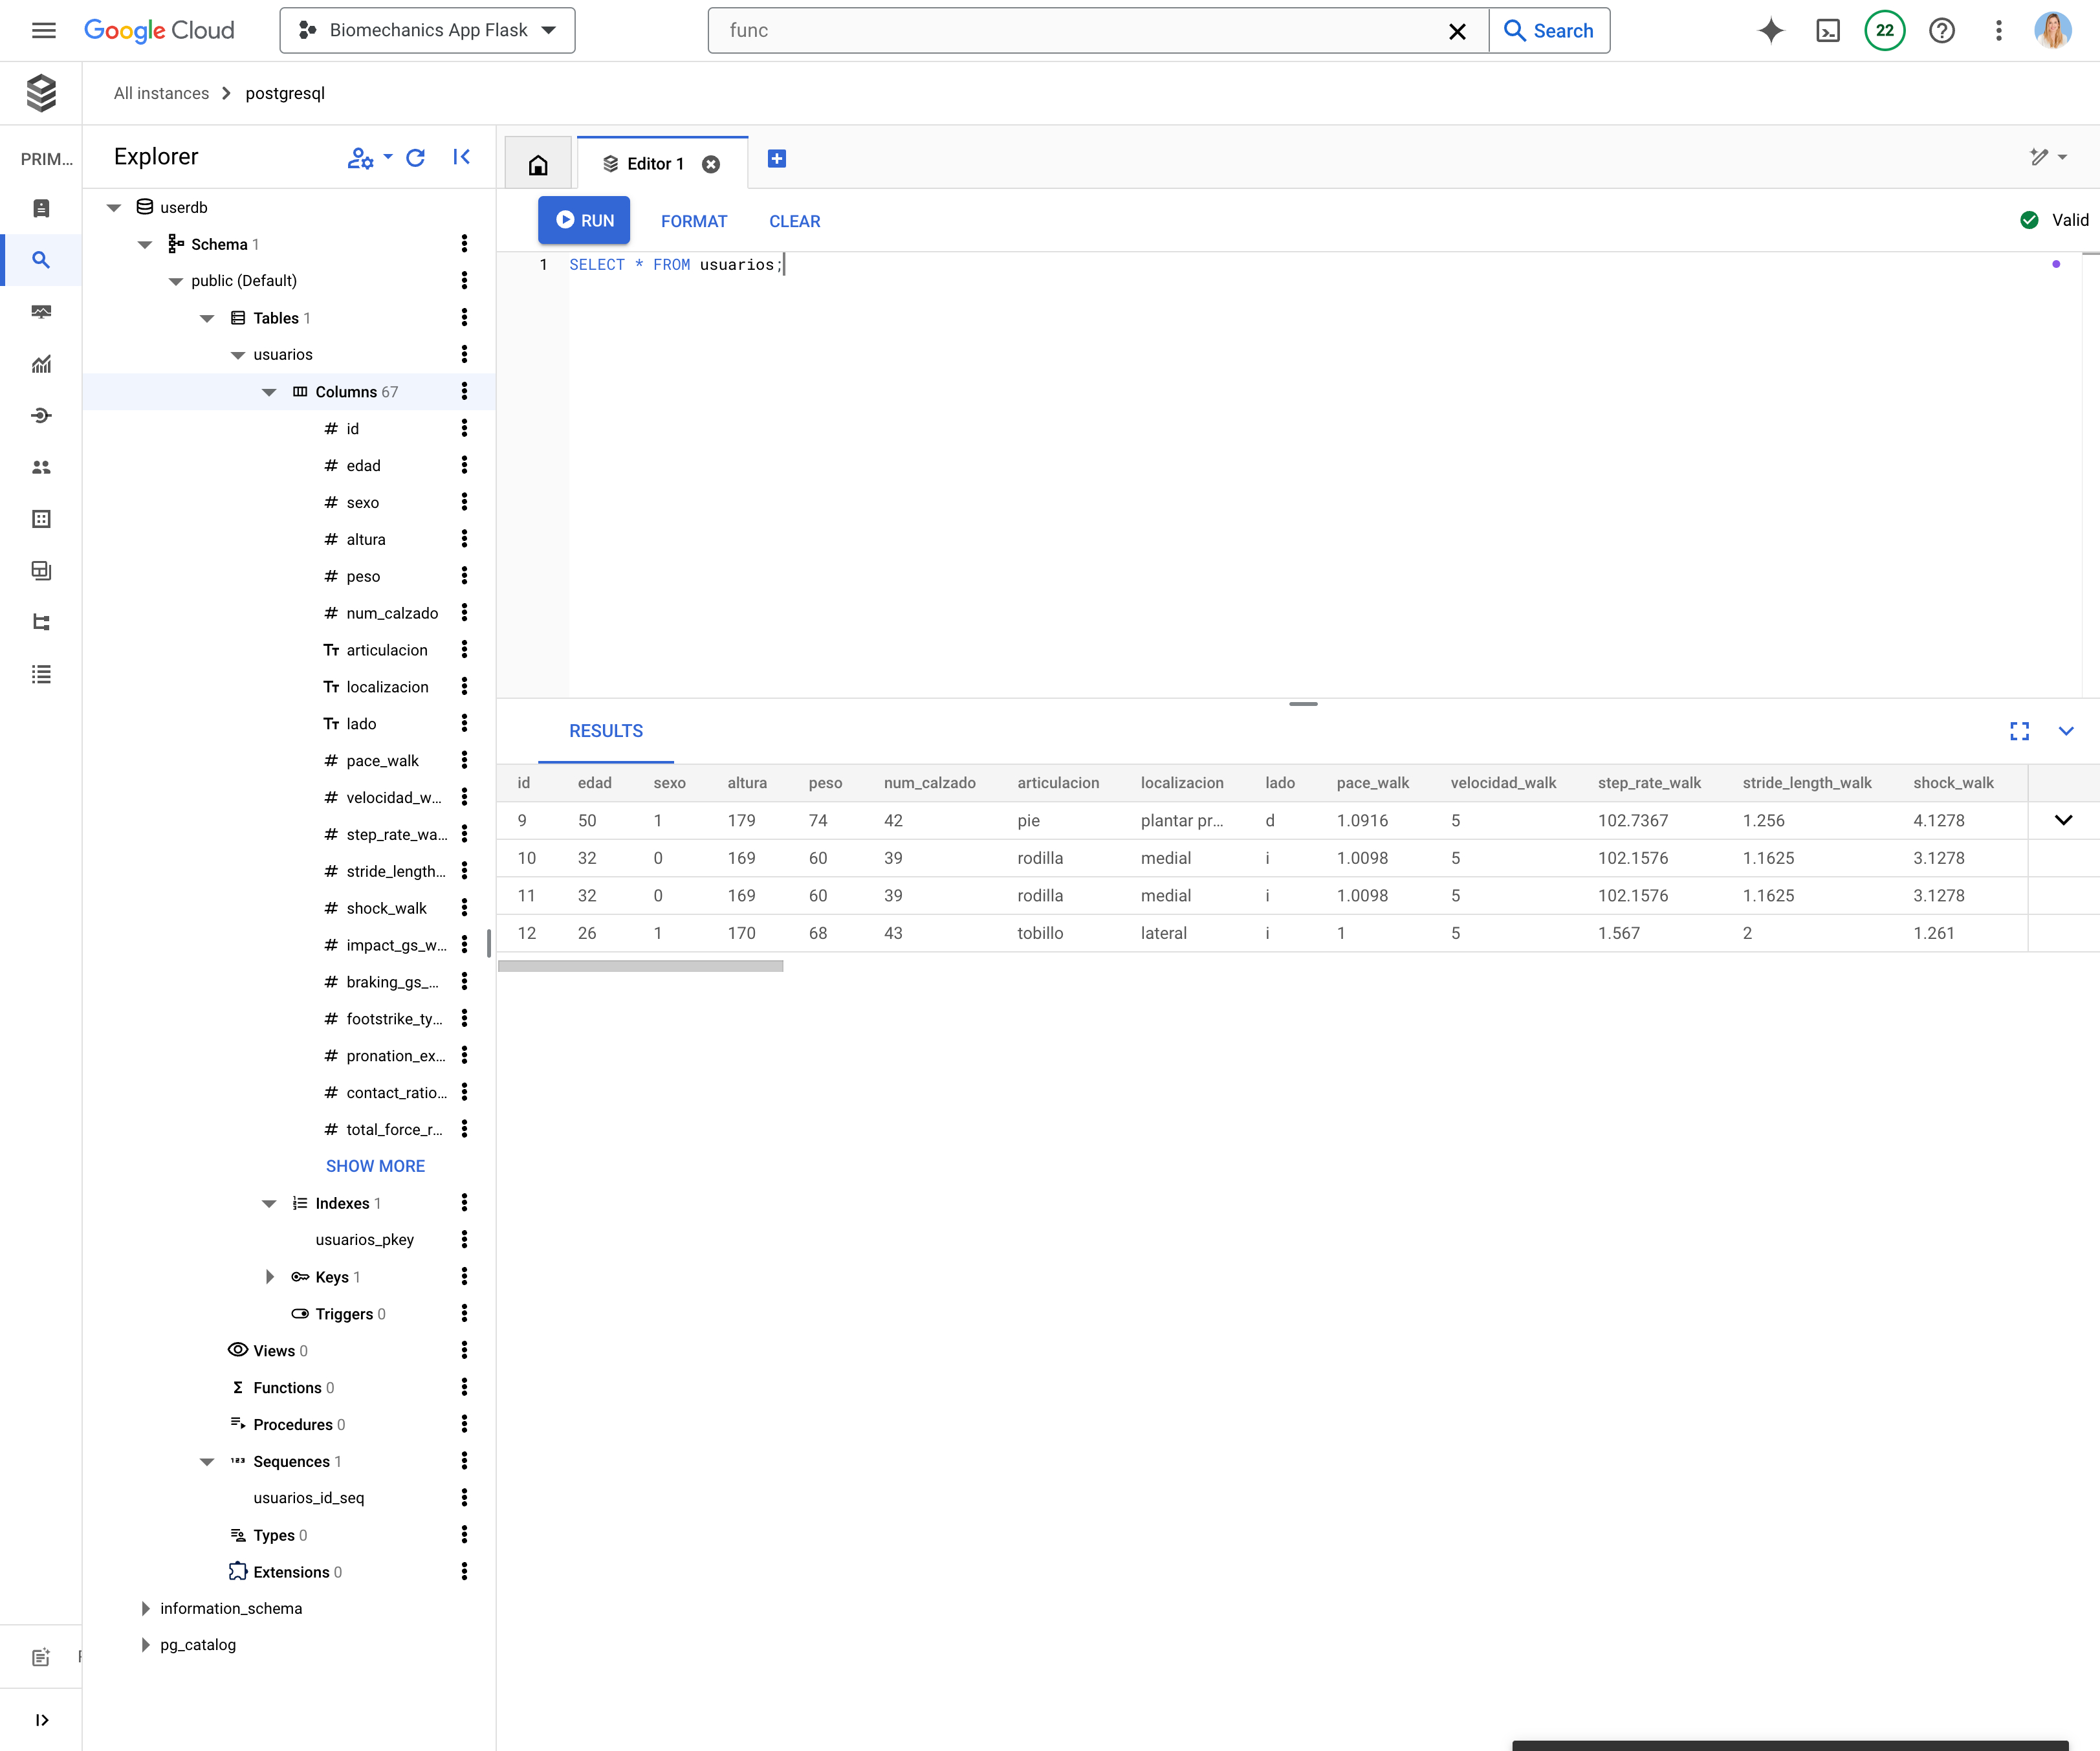 Google Cloud Biomechanics App Flask func Search 22
All instances postgresql
PRIM...
Explorer
Editor 1
userdb
RUN FORMAT CLEAR Valid
Schema 1
1 SELECT * FROM usuarios;
public (Default)
Tables 1
usuarios
Columns 67
# id
# edad
# sexo
# altura
# peso
# num_calzado
Tт articulacion
Tт localizacion
Tт lado
# pace_walk
# velocidad_w...
# step_rate_wa...
# stride_length...
# shock_walk
# impact_gs_w...
# braking_gs_...
# footstrike_ty...
# pronation_ex...
# contact_ratio...
# total_force_r...
SHOW MORE
Indexes 1
usuarios_pkey
Keys 1
Triggers 0
Views 0
Σ Functions 0
Procedures 0
123 Sequences 1
usuarios_id_seq
Types 0
Extensions 0
information_schema
pg_catalog
RESULTS
id edad sexo altura peso num_calzado articulacion localizacion lado pace_walk velocidad_walk step_rate_walk stride_length_walk shock_walk
9 50 1 179 74 42 pie plantar pr... d 1.0916 5 102.7367 1.256 4.1278
10 32 0 169 60 39 rodilla medial i 1.0098 5 102.1576 1.1625 3.1278
11 32 0 169 60 39 rodilla medial i 1.0098 5 102.1576 1.1625 3.1278
12 26 1 170 68 43 tobillo lateral i 1 5 1.567 2 1.261